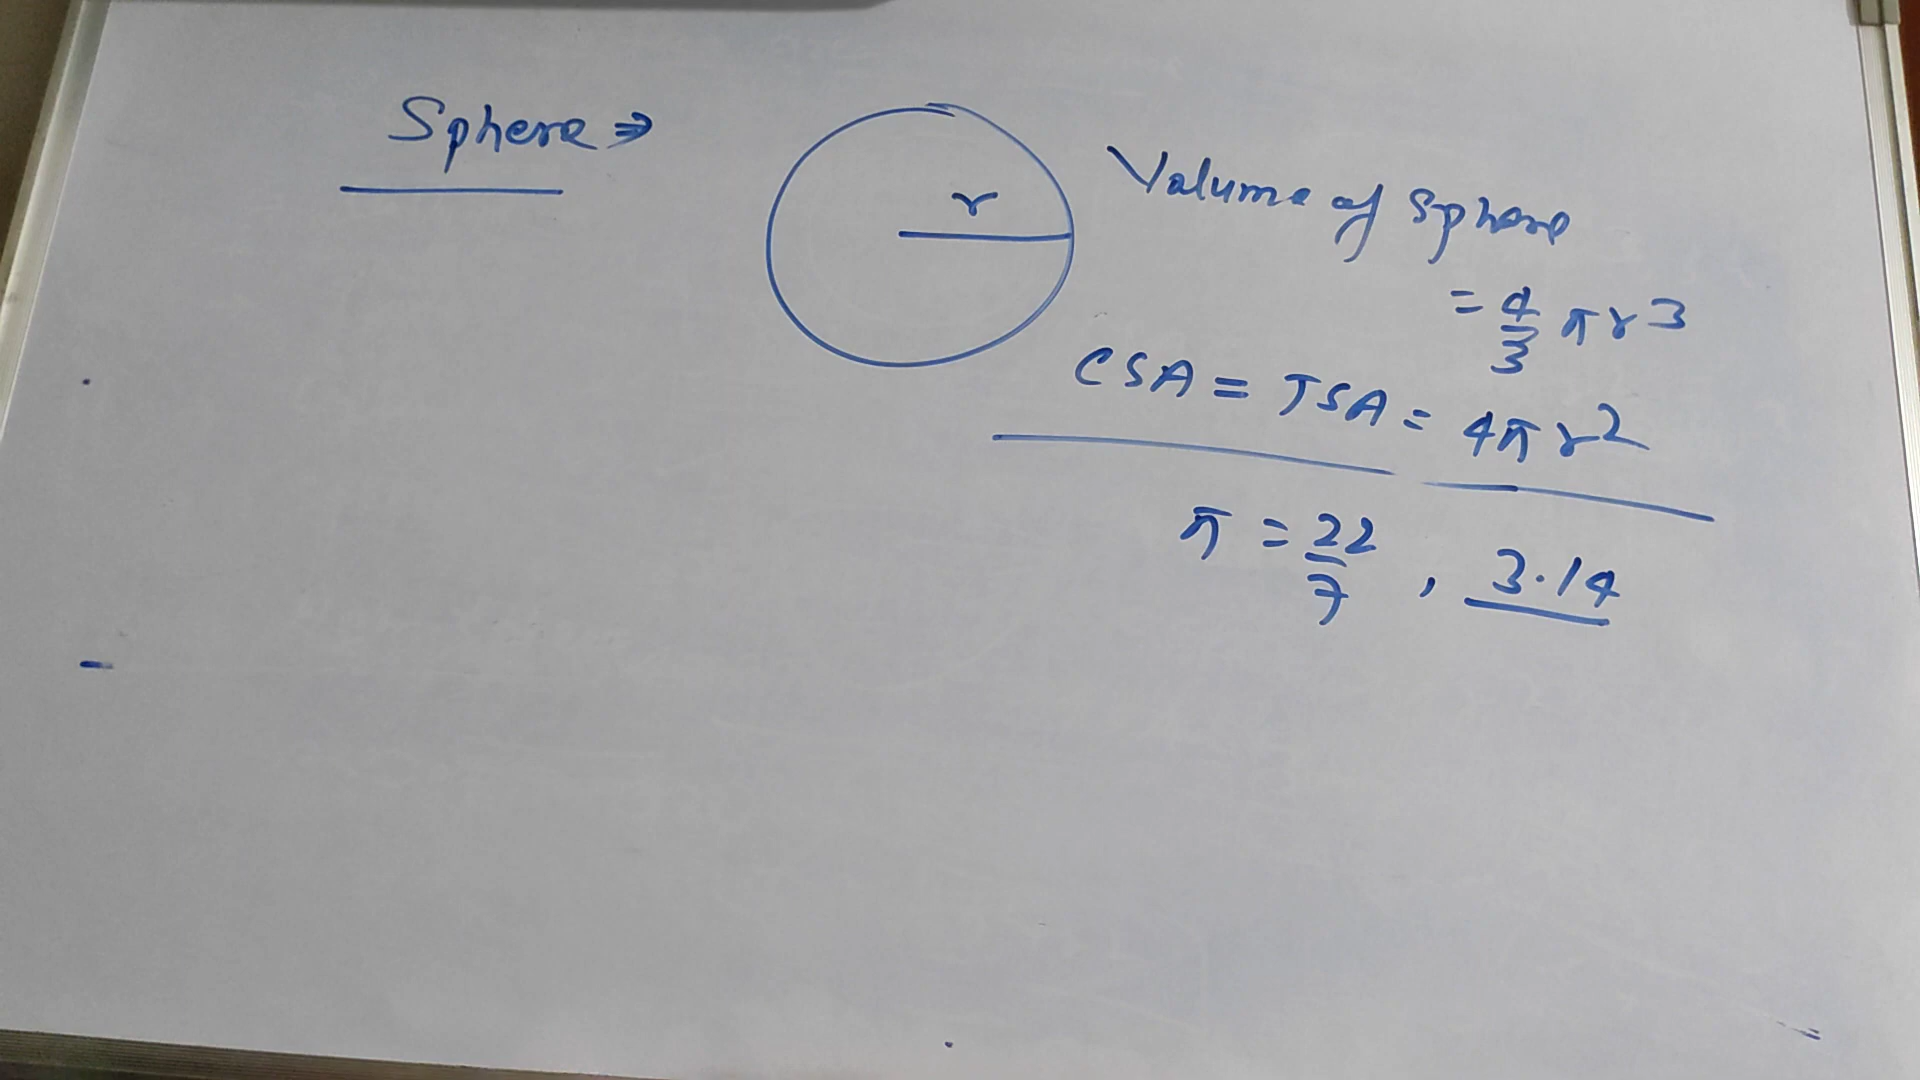 Sphere ⇒
r
Valume of Sphere
= 4/3 πr3
CSA = TSA = 4πr2
π = 22/7 , 3.14